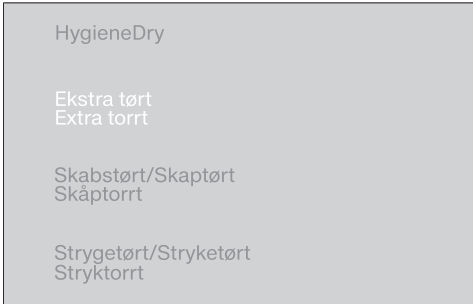 HygieneDry
Ekstra tørt
Extra torrt
Skabstørt/Skaptørt
Skåptorrt
Strygetørt/Stryketørt
Stryktorrt